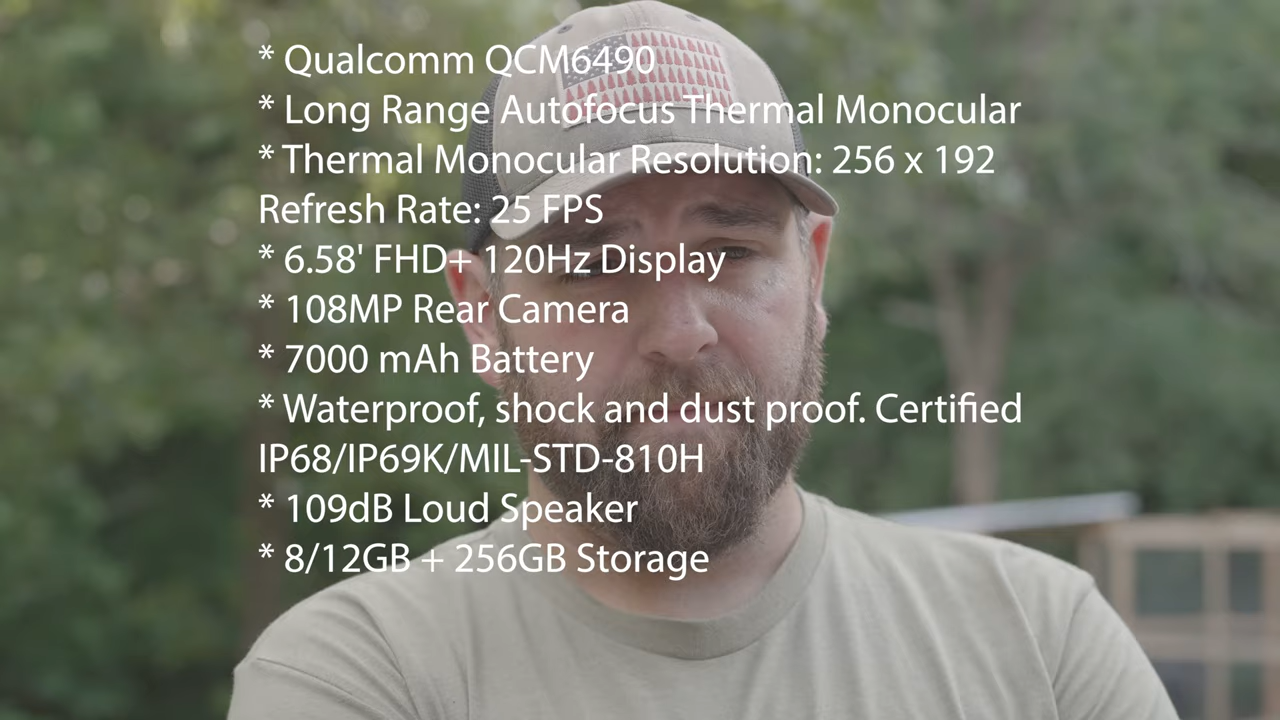 * Qualcomm QCM6490
* Long Range Autofocus Thermal Monocular
* Thermal Monocular Resolution: 256 x 192
Refresh Rate: 25 FPS
* 6.58' FHD+ 120Hz Display
* 108MP Rear Camera
* 7000 mAh Battery
* Waterproof, shock and dust proof. Certified
IP68/IP69K/MIL-STD-810H
* 109dB Loud Speaker
* 8/12GB + 256GB Storage